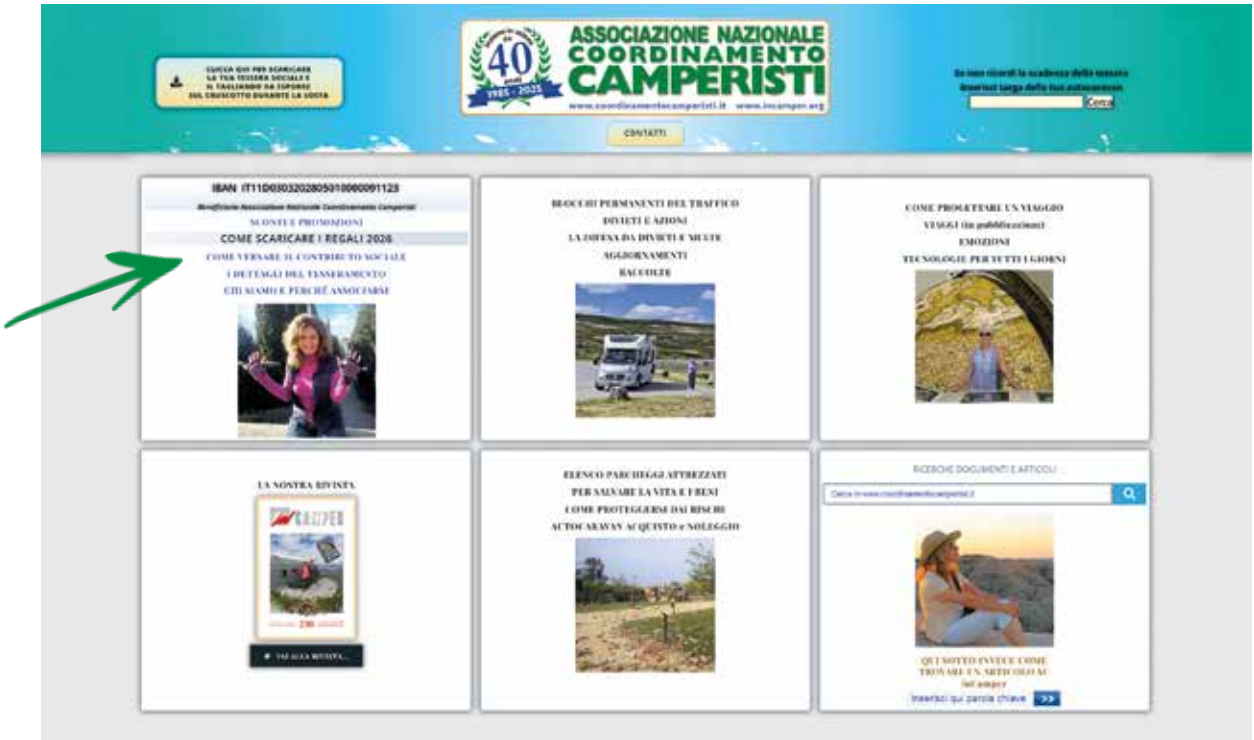 CLICCA QUI PER SCARICARE
LA TUA TESSERA SOCIALE E
IL TAGLIANDO DA ESPORRE
SUL CRUSCOTTO DURANTE LA SOSTA
40
1985 - 2025
ASSOCIAZIONE NAZIONALE
COORDINAMENTO
CAMPERISTI
www.coordinamentocamperisti.it www.incamper.org
CONTATTI
Se non ricordi la scadenza della tessera
inserisci targa della tua autocaravan
Cerca
IBAN IT11D0303202805010000091123
Beneficiario Associazione Nazionale Coordinamento Camperisti
SCONTI E PROMOZIONI
COME SCARICARE I REGALI 2026
COME VERSARE IL CONTRIBUTO SOCIALE
I DETTAGLI DEL TESSERAMENTO
CHI SIAMO E PERCHÉ ASSOCIARSI
BLOCCHI PERMANENTI DEL TRAFFICO
DIVIETI E AZIONI
LA DIFESA DA DIVIETI E MULTE
AGGIORNAMENTI
RACCOLTE
COME PROGETTARE UN VIAGGIO
VIAGGI (in pubblicazione)
EMOZIONI
TECNOLOGIE PER TUTTI I GIORNI
LA NOSTRA RIVISTA
CAMPER
VAI ALLA RIVISTA...
ELENCO PARCHEGGI ATTREZZATI
PER SALVARE LA VITA E I BENI
COME PROTEGGERSI DAI RISCHI
AUTOCARAVAN ACQUISTO e NOLEGGIO
RICERCHE DOCUMENTI E ARTICOLI
Cerca in www.coordinamentocamperisti.it
QUI SOTTO INVECE COME
TROVARE UN ARTICOLO SU
inCamper
Inserisci qui parola chiave >>